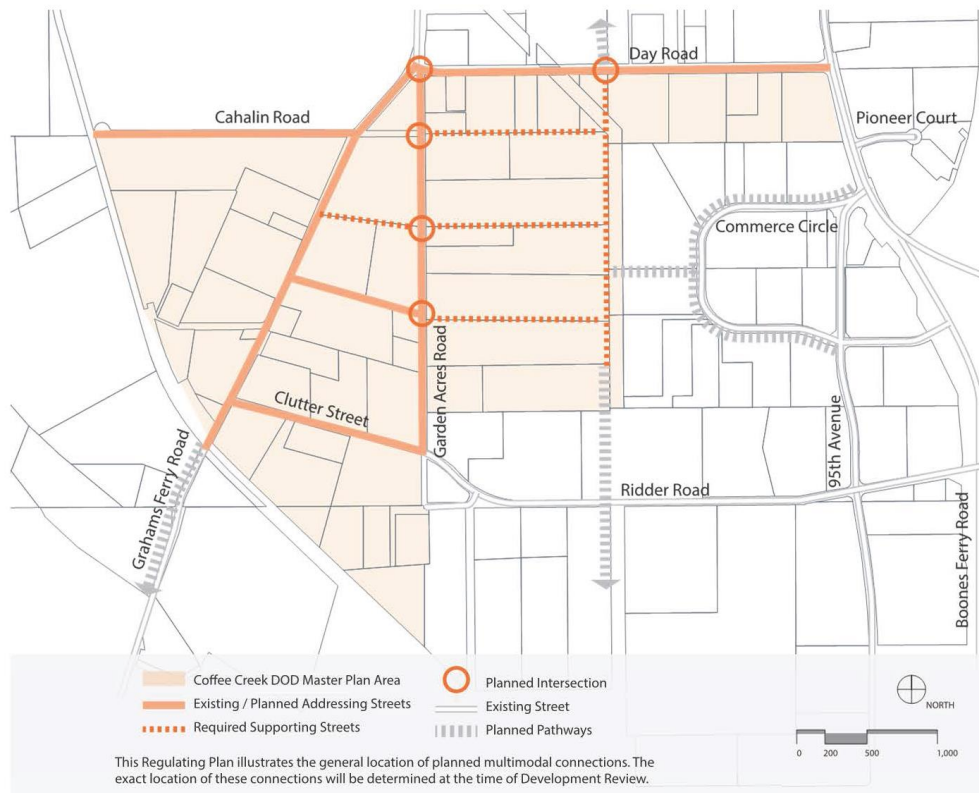 Day Road
Cahalin Road
Pioneer Court
Commerce Circle
Garden Acres Road
Clutter Street
95th Avenue
Grahams Ferry Road
Ridder Road
Boones Ferry Road
Coffee Creek DOD Master Plan Area
Existing / Planned Addressing Streets
Required Supporting Streets
Planned Intersection
Existing Street
Planned Pathways
NORTH
0 200 500 1,000
This Regulating Plan illustrates the general location of planned multimodal connections. The
exact location of these connections will be determined at the time of Development Review.